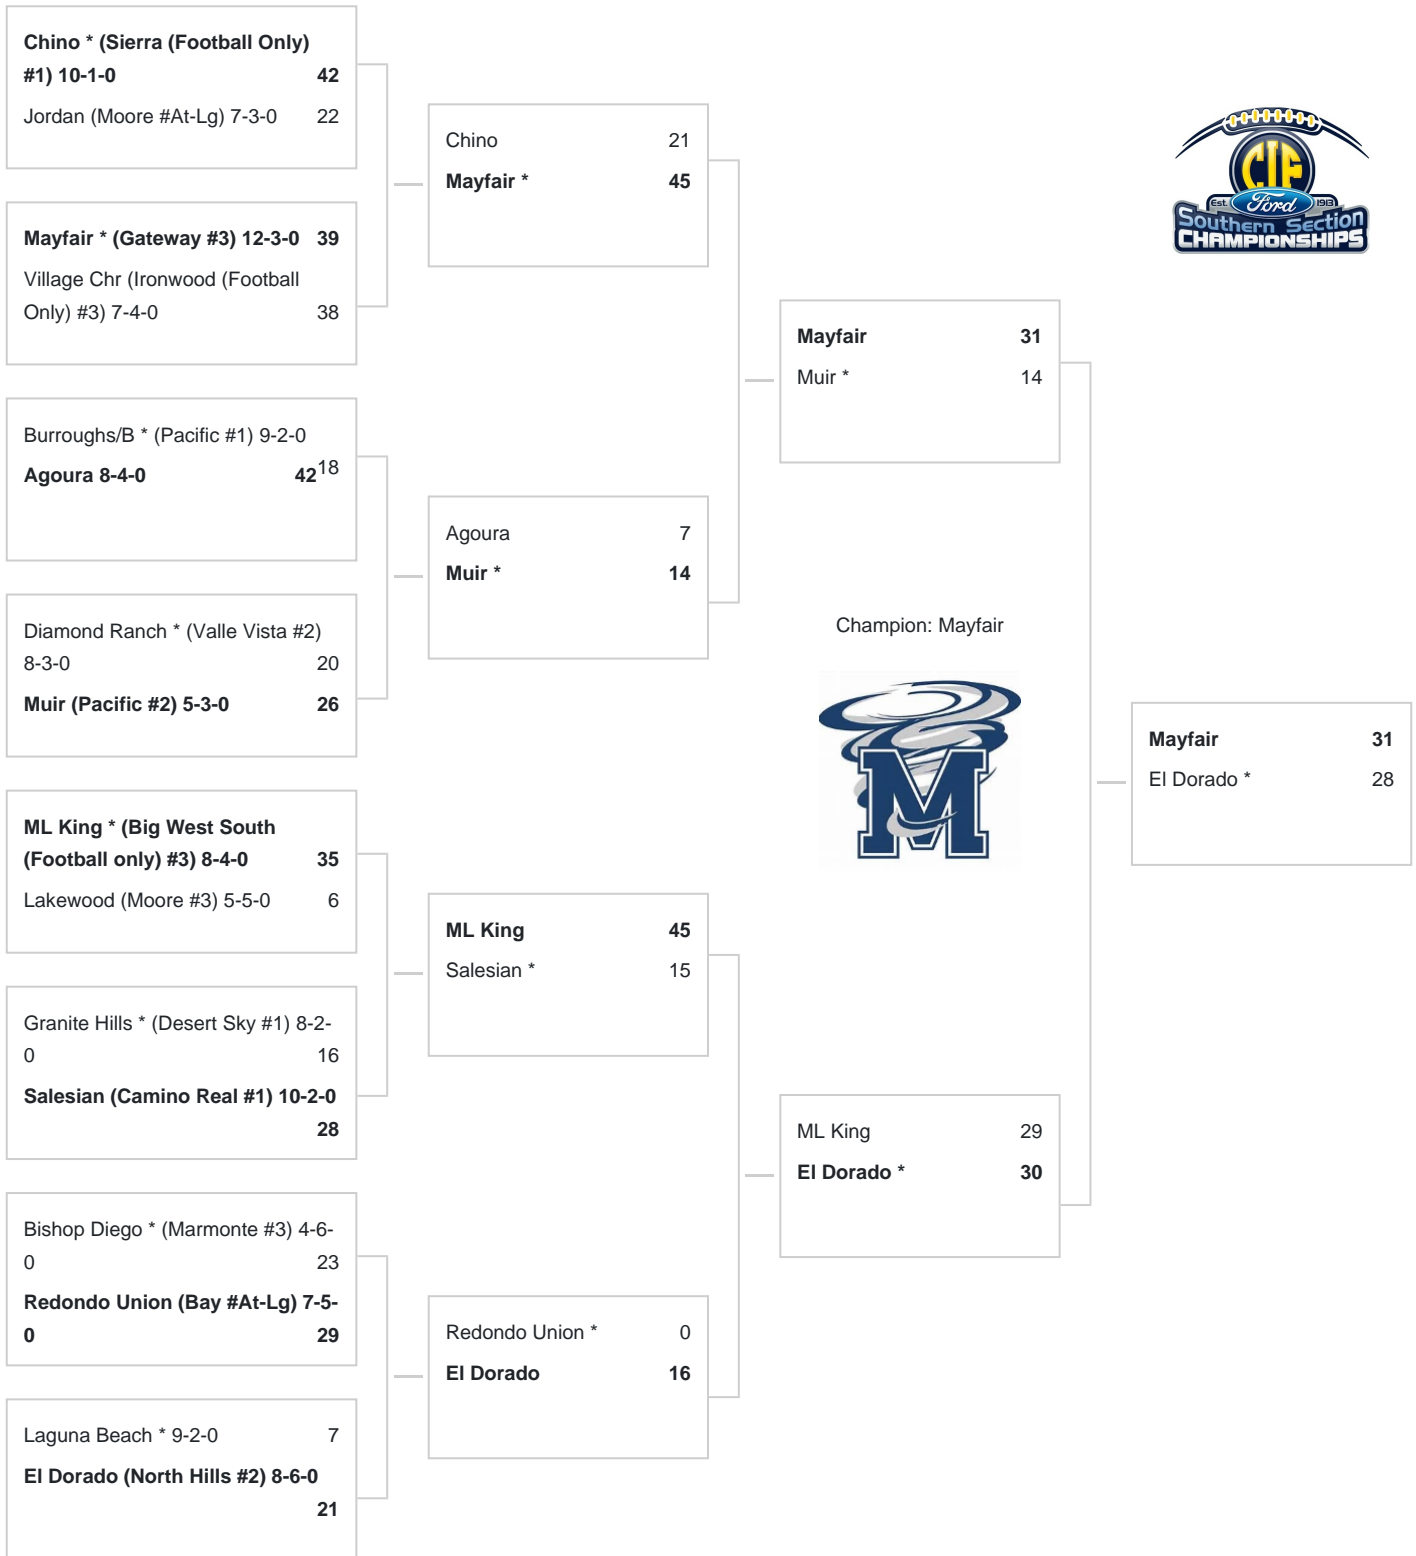 Chino * (Sierra (Football Only)
#1) 10-1-0 42
Jordan (Moore #At-Lg) 7-3-0 22
Mayfair * (Gateway #3) 12-3-0 39
Village Chr (Ironwood (Football
Only) #3) 7-4-0 38
Burroughs/B * (Pacific #1) 9-2-0
18
Agoura 8-4-0 42
Diamond Ranch * (Valle Vista #2)
8-3-0 20
Muir (Pacific #2) 5-3-0 26
ML King * (Big West South
(Football only) #3) 8-4-0 35
Lakewood (Moore #3) 5-5-0 6
Granite Hills * (Desert Sky #1) 8-2-
0 16
Salesian (Camino Real #1) 10-2-0
28
Bishop Diego * (Marmonte #3) 4-6-
0 23
Redondo Union (Bay #At-Lg) 7-5-
0 29
Laguna Beach * 9-2-0 7
El Dorado (North Hills #2) 8-6-0
21
Chino 21
Mayfair * 45
Agoura 7
Muir * 14
ML King 45
Salesian * 15
Redondo Union * 0
El Dorado 16
Mayfair 31
Muir * 14
ML King 29
El Dorado * 30
Champion: Mayfair
M
Mayfair 31
El Dorado * 28
CIF
Est. Ford 1913
Southern Section
CHAMPIONSHIPS